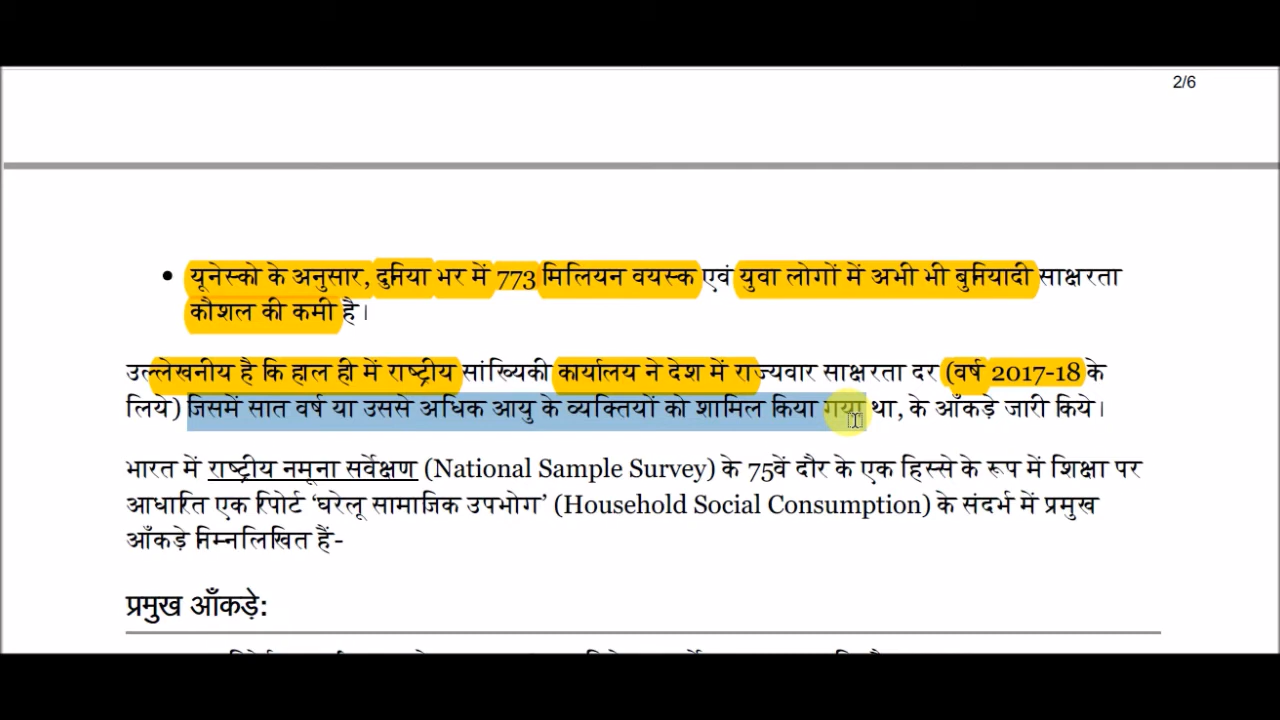 2/6
• यूनेस्को के अनुसार, दुनिया भर में 773 मिलियन वयस्क एवं युवा लोगों में अभी भी बुनियादी साक्षरता
कौशल की कमी है।
उल्लेखनीय है कि हाल ही में राष्ट्रीय सांख्यिकी कार्यालय ने देश में राज्यवार साक्षरता दर (वर्ष 2017-18 के
लिये) जिसमें सात वर्ष या उससे अधिक आयु के व्यक्तियों को शामिल किया गया था, के आँकड़े जारी किये।
भारत में राष्ट्रीय नमूना सर्वेक्षण (National Sample Survey) के 75वें दौर के एक हिस्से के रूप में शिक्षा पर
आधारित एक रिपोर्ट ‘घरेलू सामाजिक उपभोग’ (Household Social Consumption) के संदर्भ में प्रमुख
आँकड़े निम्नलिखित हैं-
प्रमुख आँकड़े: